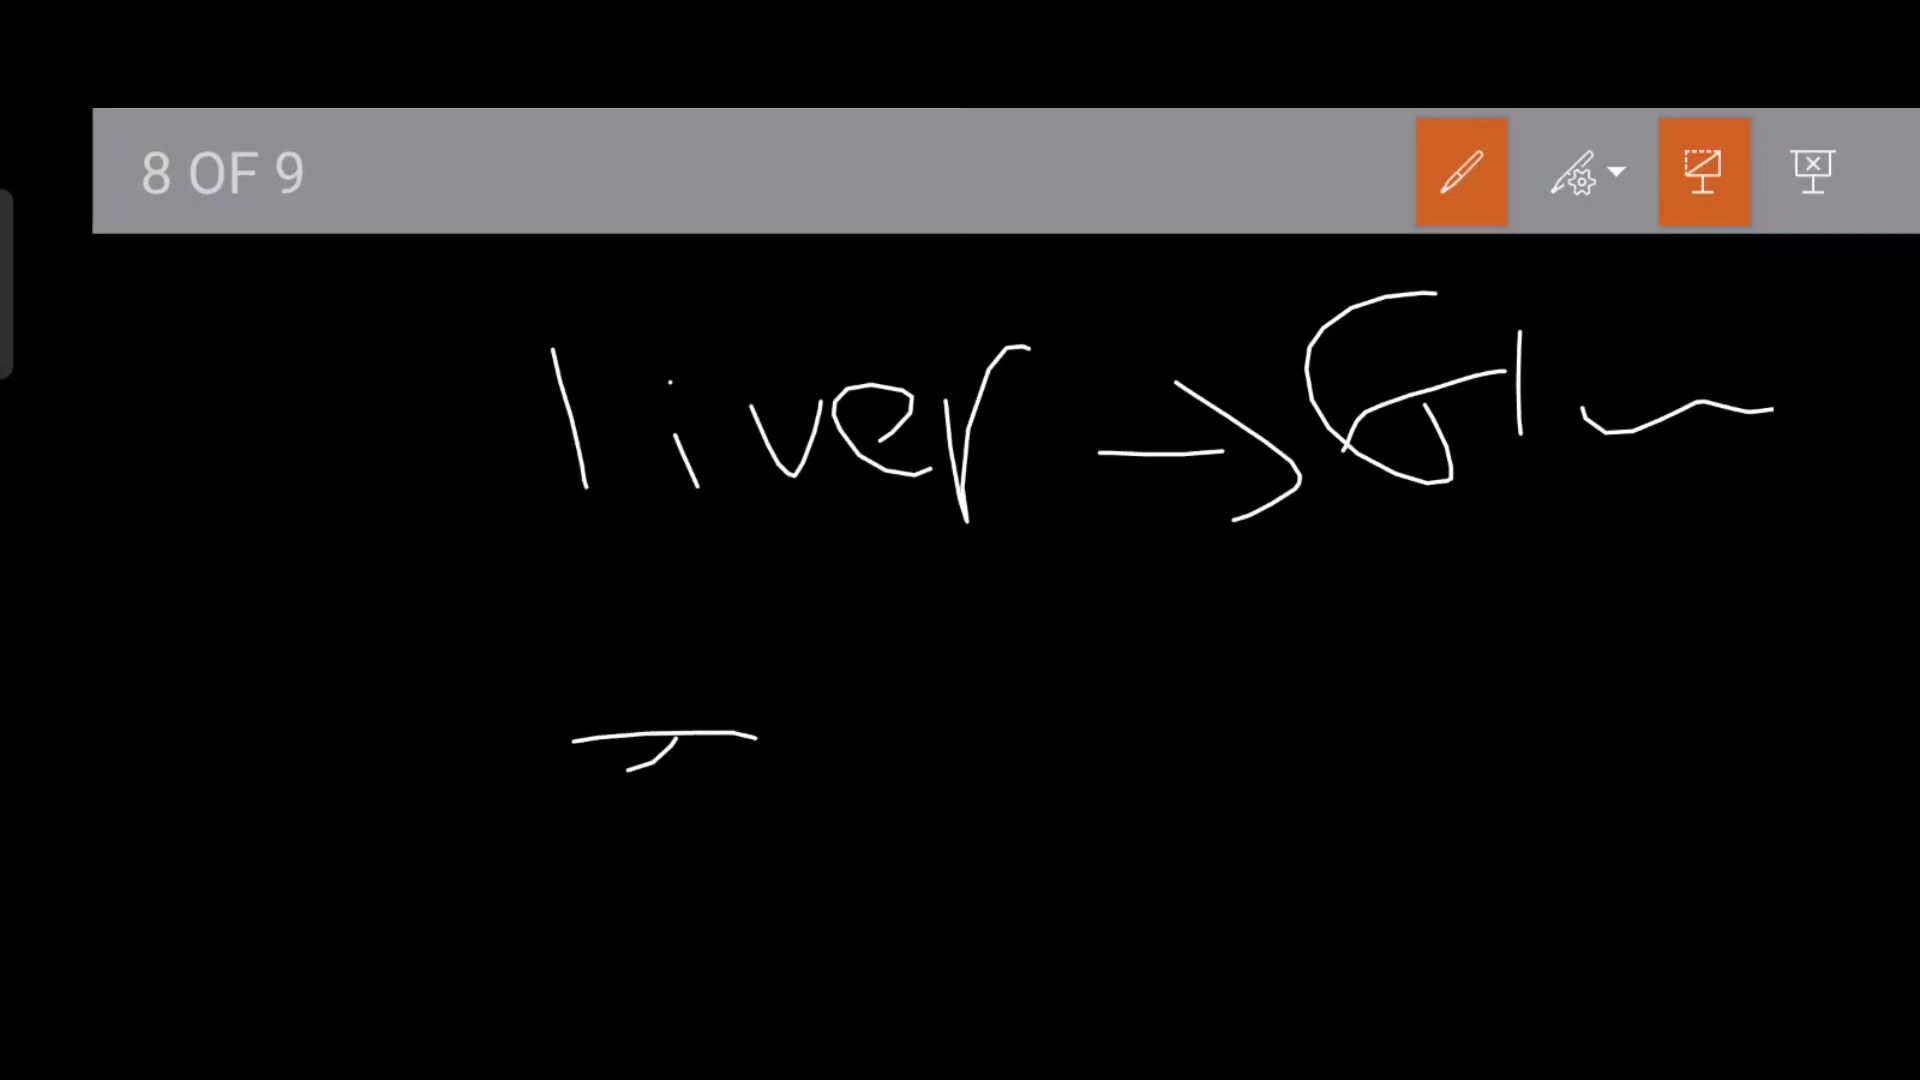 8 OF 9
liver → Glu